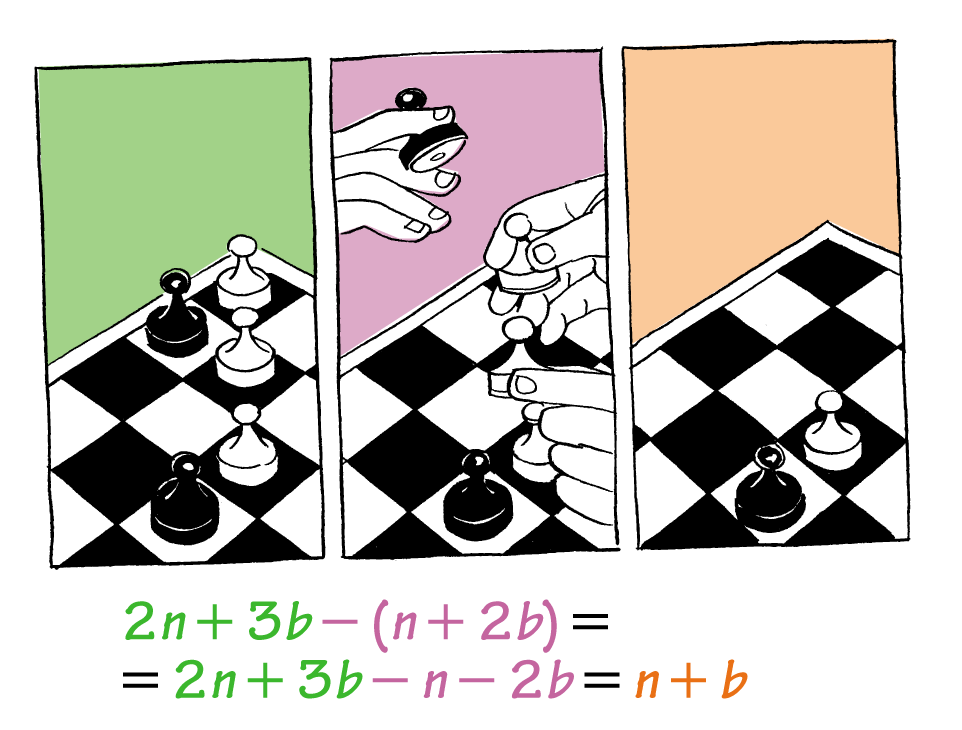 2n + 3b − (n + 2b) =
= 2n + 3b − n − 2b = n + b